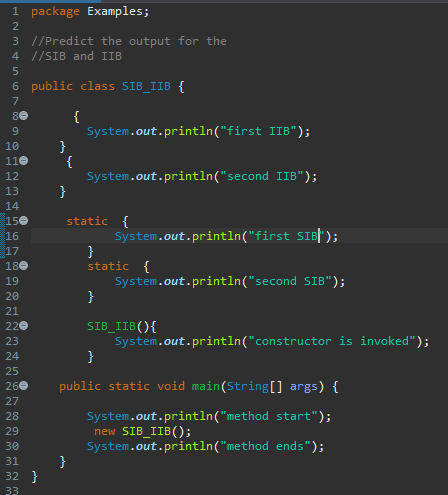 1 package Examples;
2
3 //Predict the output for the
4 //SIB and IIB
5
6 public class SIB_IIB {
7
8 {
9 System.out.println("first IIB");
10 }
11 {
12 System.out.println("second IIB");
13 }
14
15 static {
16 System.out.println("first SIB");
17 }
18 static {
19 System.out.println("second SIB");
20 }
21
22 SIB_IIB(){
23 System.out.println("constructor is invoked");
24 }
25
26 public static void main(String[] args) {
27
28 System.out.println("method start");
29 new SIB_IIB();
30 System.out.println("method ends");
31 }
32 }
33